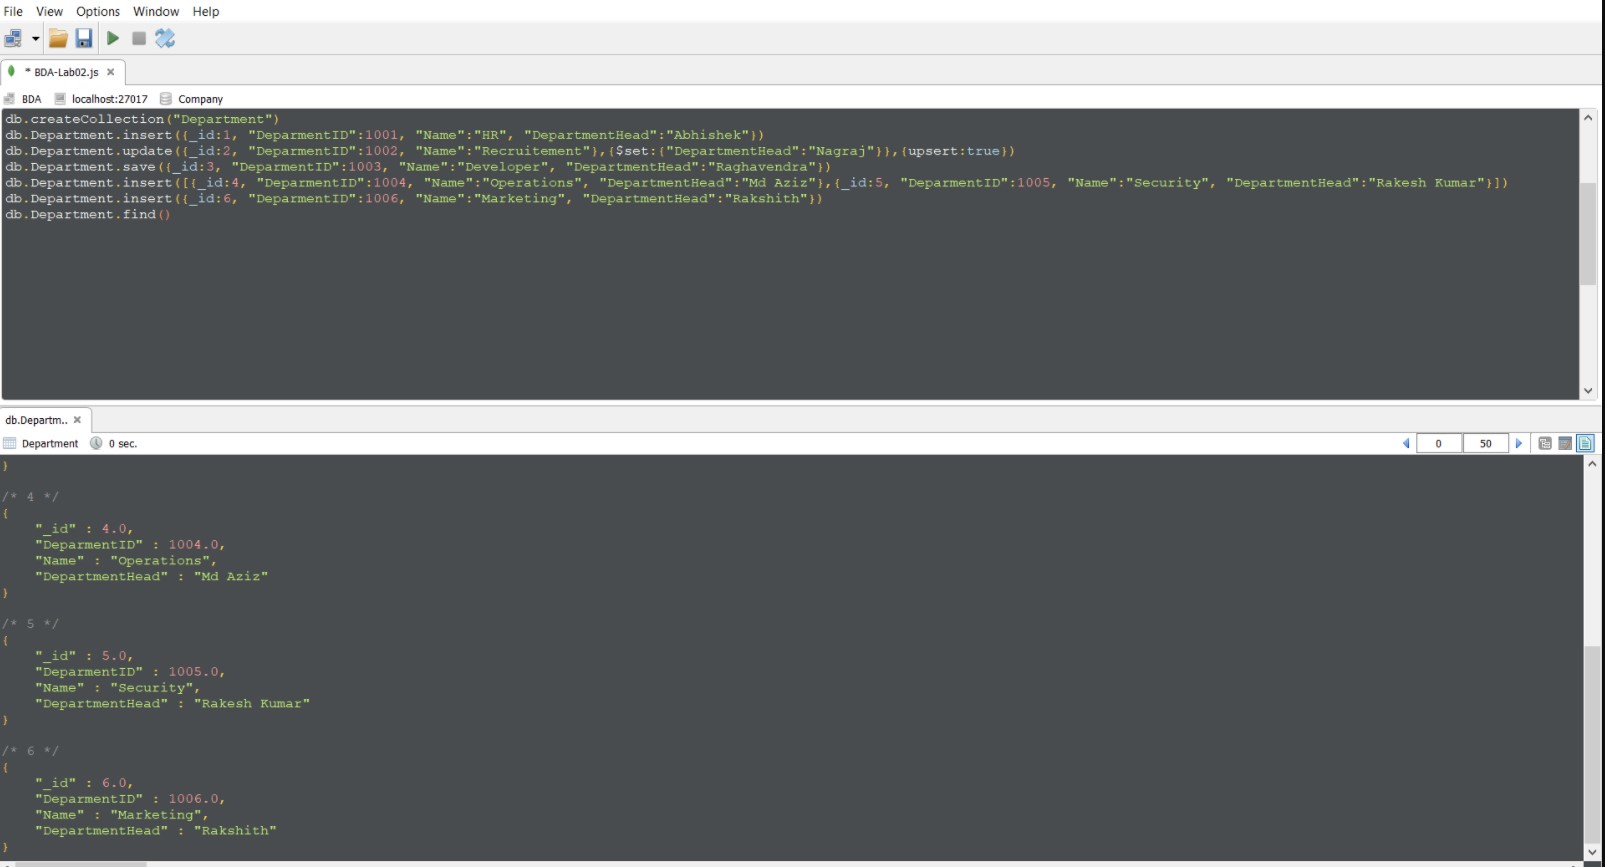 File View Options Window Help
* BDA-Lab02.js
BDA localhost:27017 Company
db.createCollection("Department")
db.Department.insert({_id:1, "DeparmentID":1001, "Name":"HR", "DepartmentHead":"Abhishek"})
db.Department.update({_id:2, "DeparmentID":1002, "Name":"Recruitement"},{$set:{"DepartmentHead":"Nagraj"}},{upsert:true})
db.Department.save({_id:3, "DeparmentID":1003, "Name":"Developer", "DepartmentHead":"Raghavendra"})
db.Department.insert([{_id:4, "DeparmentID":1004, "Name":"Operations", "DepartmentHead":"Md Aziz"},{_id:5, "DeparmentID":1005, "Name":"Security", "DepartmentHead":"Rakesh Kumar"}])
db.Department.insert({_id:6, "DeparmentID":1006, "Name":"Marketing", "DepartmentHead":"Rakshith"})
db.Department.find()
db.Departm..
Department 0 sec. 0 50
}
/* 4 */
{
"_id" : 4.0,
"DeparmentID" : 1004.0,
"Name" : "Operations",
"DepartmentHead" : "Md Aziz"
}
/* 5 */
{
"_id" : 5.0,
"DeparmentID" : 1005.0,
"Name" : "Security",
"DepartmentHead" : "Rakesh Kumar"
}
/* 6 */
{
"_id" : 6.0,
"DeparmentID" : 1006.0,
"Name" : "Marketing",
"DepartmentHead" : "Rakshith"
}